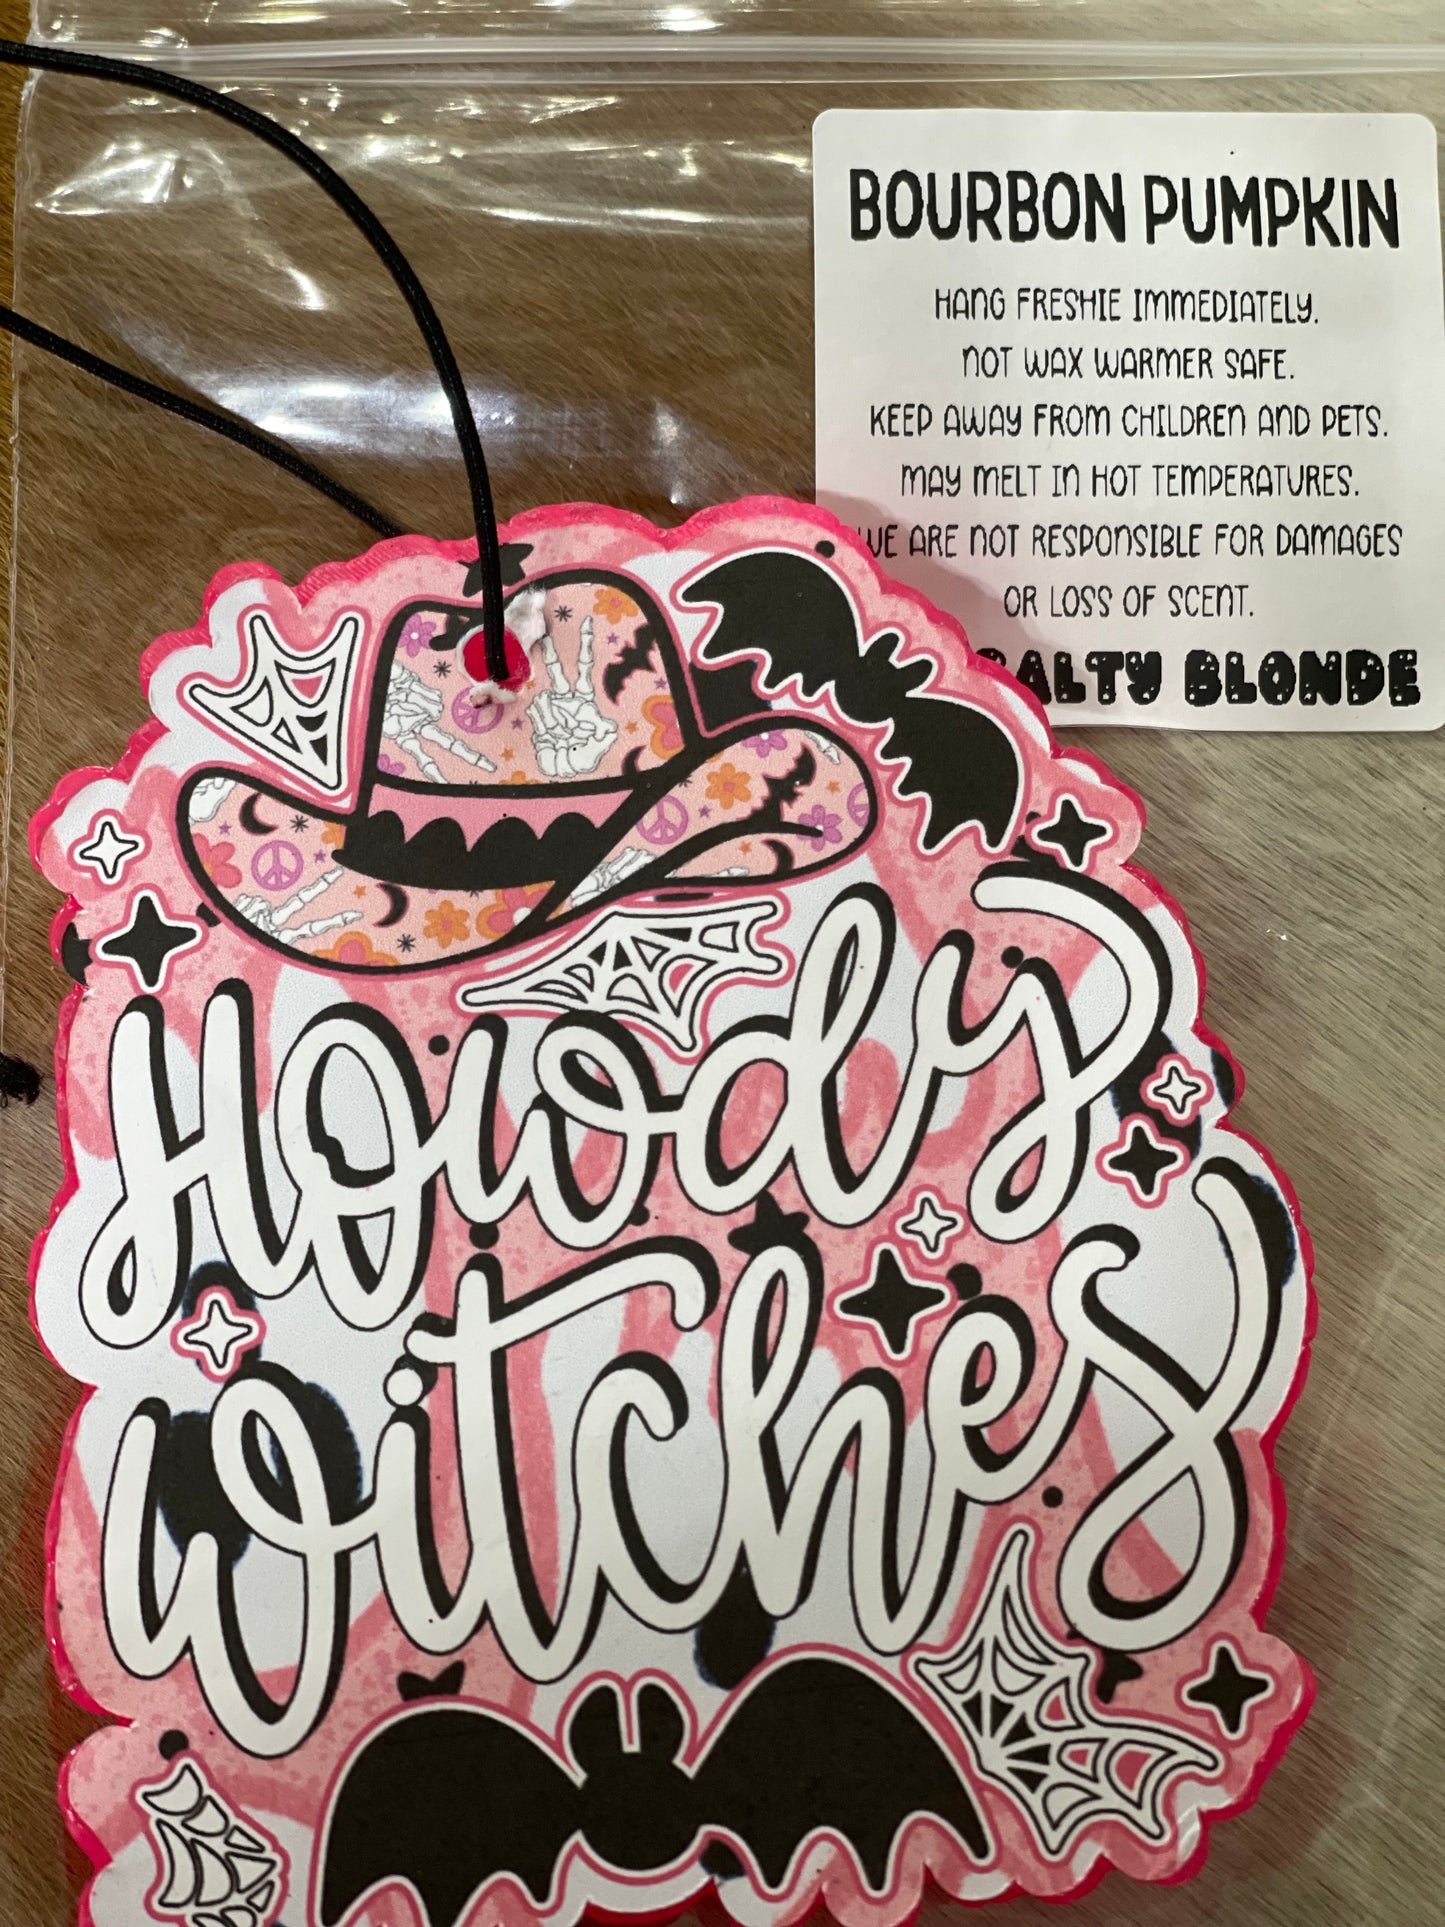 BOURBON PUMPKIN
HANG FRESHIE IMMEDIATELY.
NOT WAX WARMER SAFE.
KEEP AWAY FROM CHILDREN AND PETS.
MAY MELT IN HOT TEMPERATURES.
WE ARE NOT RESPONSIBLE FOR DAMAGES
OR LOSS OF SCENT.
SALTY BLONDE
Howdy
witches